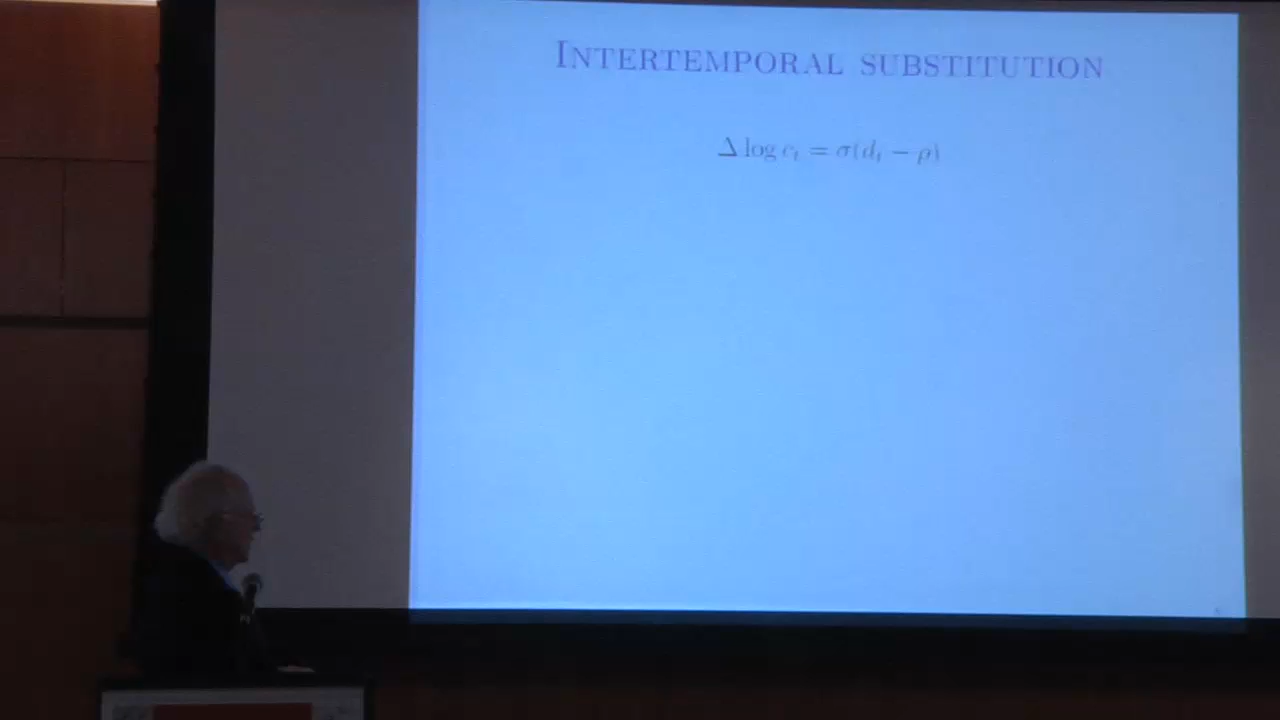 INTERTEMPORAL SUBSTITUTION
Δ log c_t = σ(d_t − ρ)